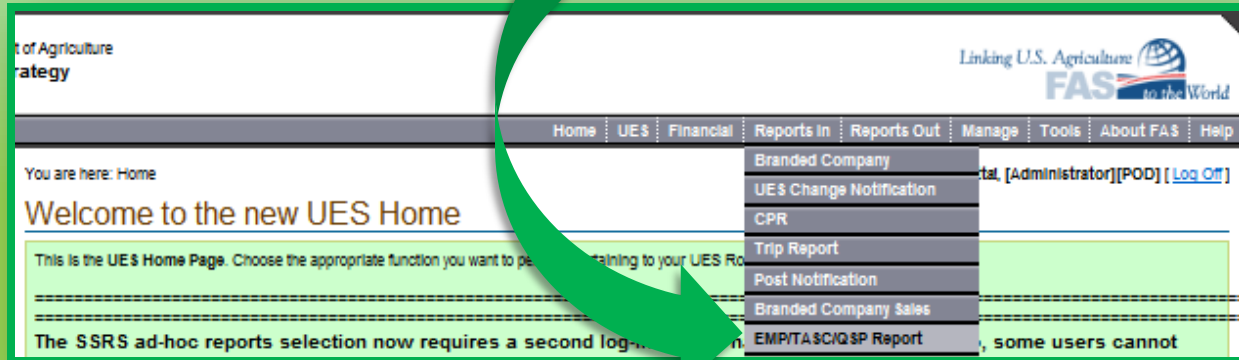 t of Agriculture
rategy
Linking U.S. Agriculture
FAS
to the World
Home UES Financial Reports In Reports Out Manage Tools About FAS Help
You are here: Home
tal, [Administrator][POD] [ Log Off ]
Welcome to the new UES Home
Branded Company
UES Change Notification
CPR
Trip Report
Post Notification
Branded Company Sales
EMP/TASC/QSP Report
This is the UES Home Page. Choose the appropriate function you want to pe taining to your UES Ro
The SSRS ad-hoc reports selection now requires a second log- , some users cannot